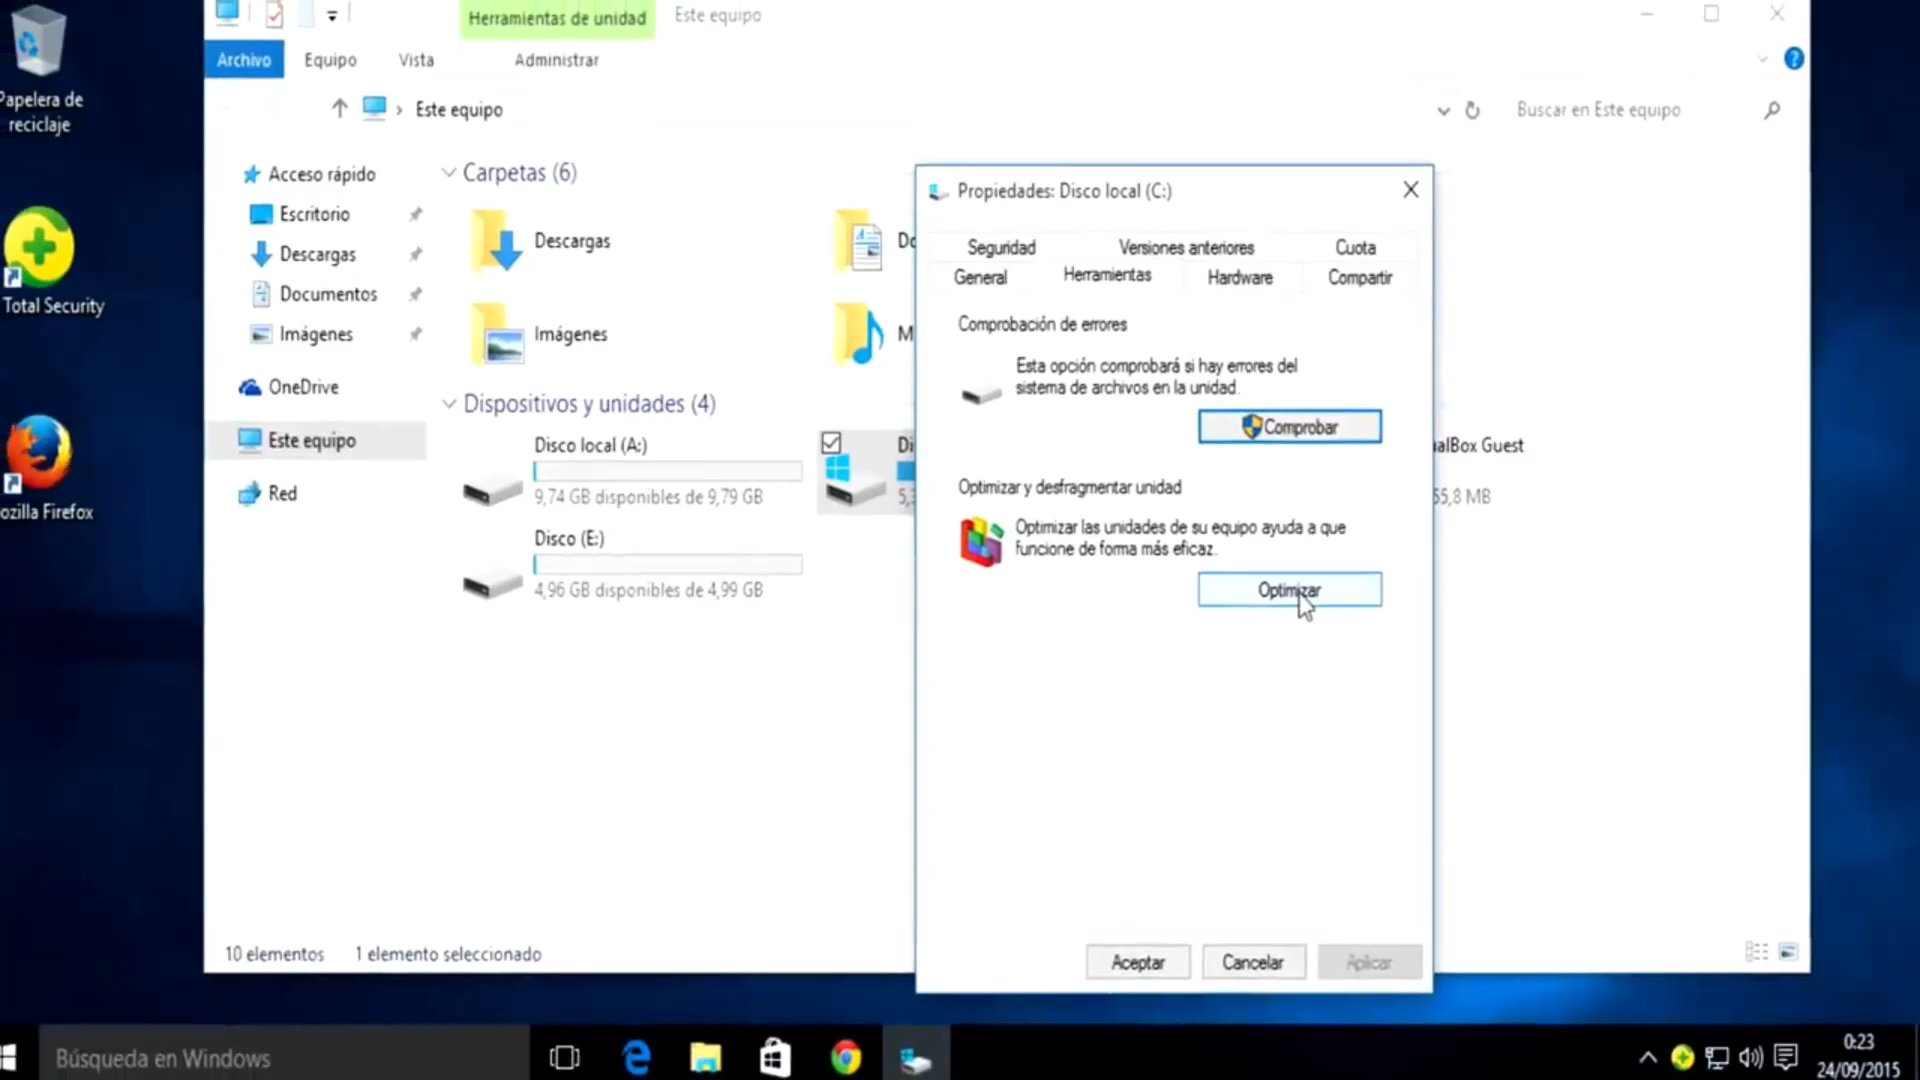 Herramientas de unidad
Este equipo
Archivo
Equipo
Vista
Administrar
Este equipo
Buscar en Este equipo
Papelera de
reciclaje
Total Security
ozilla Firefox
Acceso rápido
Escritorio
Descargas
Documentos
Imágenes
OneDrive
Este equipo
Red
Carpetas (6)
Descargas
Imágenes
Dispositivos y unidades (4)
Disco local (A:)
9,74 GB disponibles de 9,79 GB
Disco (E:)
4,96 GB disponibles de 4,99 GB
Do
M
Di
5,
alBox Guest
55,8 MB
Propiedades: Disco local (C:)
Seguridad
Versiones anteriores
Cuota
General
Herramientas
Hardware
Compartir
Comprobación de errores
Esta opción comprobará si hay errores del
sistema de archivos en la unidad.
Comprobar
Optimizar y desfragmentar unidad
Optimizar las unidades de su equipo ayuda a que
funcione de forma más eficaz.
Optimizar
Aceptar
Cancelar
Aplicar
10 elementos
1 elemento seleccionado
Búsqueda en Windows
0:23
24/09/2015